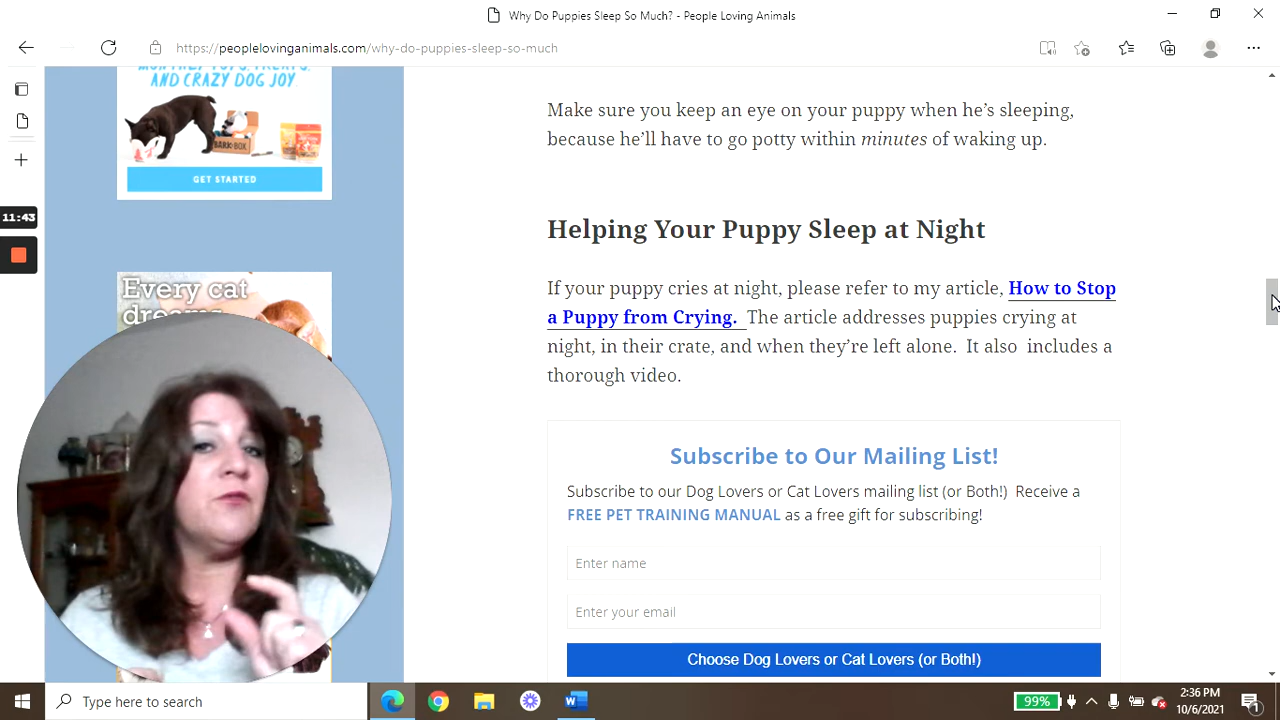 Why Do Puppies Sleep So Much? - People Loving Animals
https://peoplelovinganimals.com/why-do-puppies-sleep-so-much
MONTHLY TOYS, TREATS,
AND CRAZY DOG JOY.
BARKBOX
GET STARTED
11:43
Every cat
dreams
Make sure you keep an eye on your puppy when he’s sleeping,
because he’ll have to go potty within minutes of waking up.
Helping Your Puppy Sleep at Night
If your puppy cries at night, please refer to my article, How to Stop
a Puppy from Crying. The article addresses puppies crying at
night, in their crate, and when they’re left alone. It also includes a
thorough video.
Subscribe to Our Mailing List!
Subscribe to our Dog Lovers or Cat Lovers mailing list (or Both!) Receive a
FREE PET TRAINING MANUAL as a free gift for subscribing!
Enter name
Enter your email
Choose Dog Lovers or Cat Lovers (or Both!)
Type here to search
99%
2:36 PM
10/6/2021
1